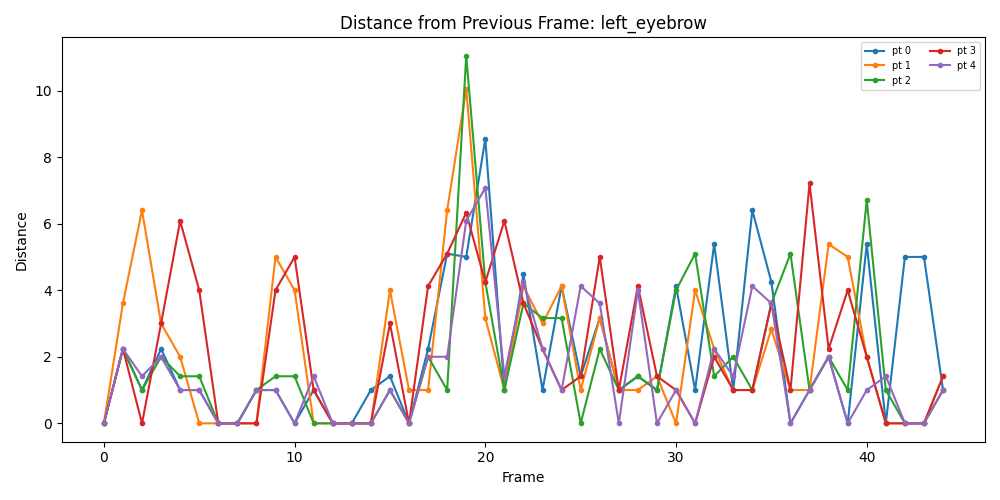 Distance from Previous Frame: left_eyebrow
pt 0
pt 1
pt 2
pt 3
pt 4
Distance
10
8
6
4
2
0
0
10
20
30
40
Frame